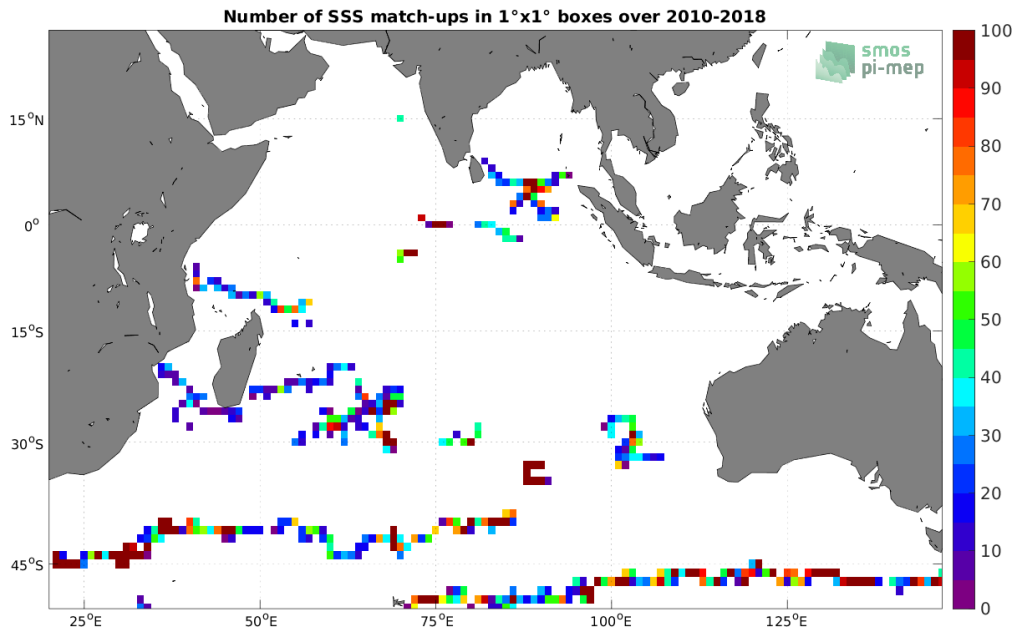 Number of SSS match-ups in 1°x1° boxes over 2010-2018
smos
pi-mep
100
90
80
70
60
50
40
30
20
10
0
15°N
0°
15°S
30°S
45°S
25°E
50°E
75°E
100°E
125°E